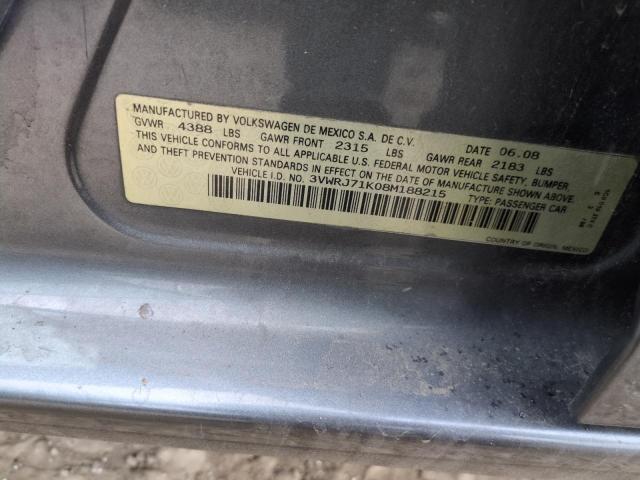 MANUFACTURED BY VOLKSWAGEN DE MEXICO S.A. DE C.V. DATE 06.08
GVWR 4388 LBS GAWR FRONT 2315 LBS GAWR REAR 2183 LBS
THIS VEHICLE CONFORMS TO ALL APPLICABLE U.S. FEDERAL MOTOR VEHICLE SAFETY, BUMPER
AND THEFT PREVENTION STANDARDS IN EFFECT ON THE DATE OF MANUFACTURE SHOWN ABOVE.
VEHICLE I.D. NO. 3VWRJ71K08M188215 TYPE: PASSENGER CAR
COUNTRY OF ORIGIN, MEXICO